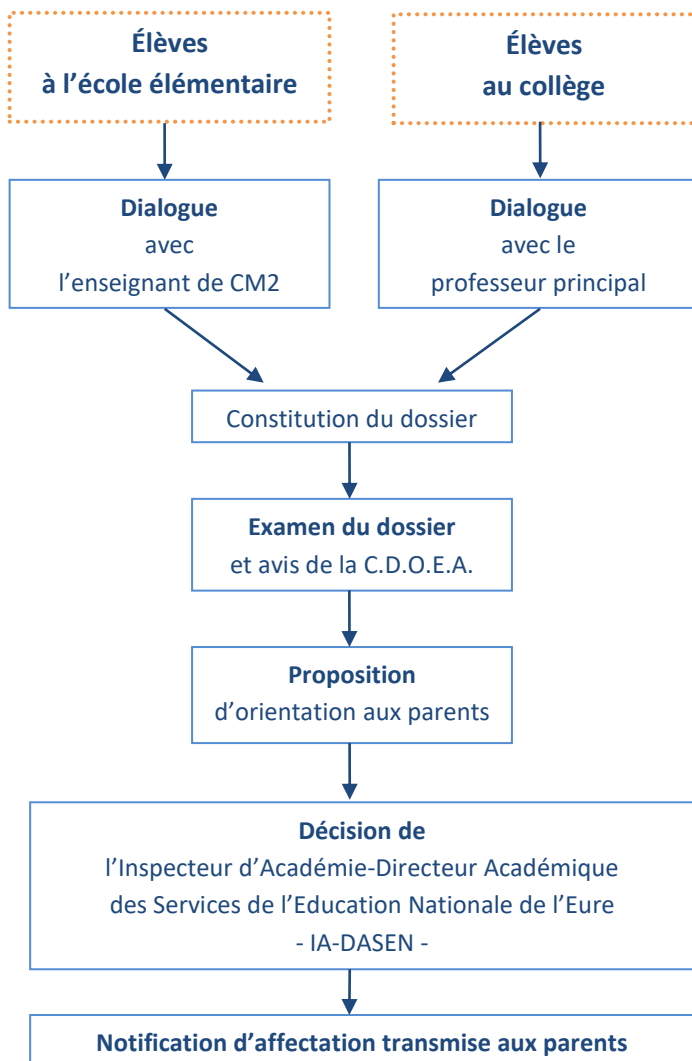 Élèves
à l’école élémentaire
Élèves
au collège
Dialogue
avec
l’enseignant de CM2
Dialogue
avec le
professeur principal
Constitution du dossier
Examen du dossier
et avis de la C.D.O.E.A.
Proposition
d’orientation aux parents
Décision de
l’Inspecteur d’Académie-Directeur Académique
des Services de l’Education Nationale de l’Eure
- IA-DASEN -
Notification d’affectation transmise aux parents